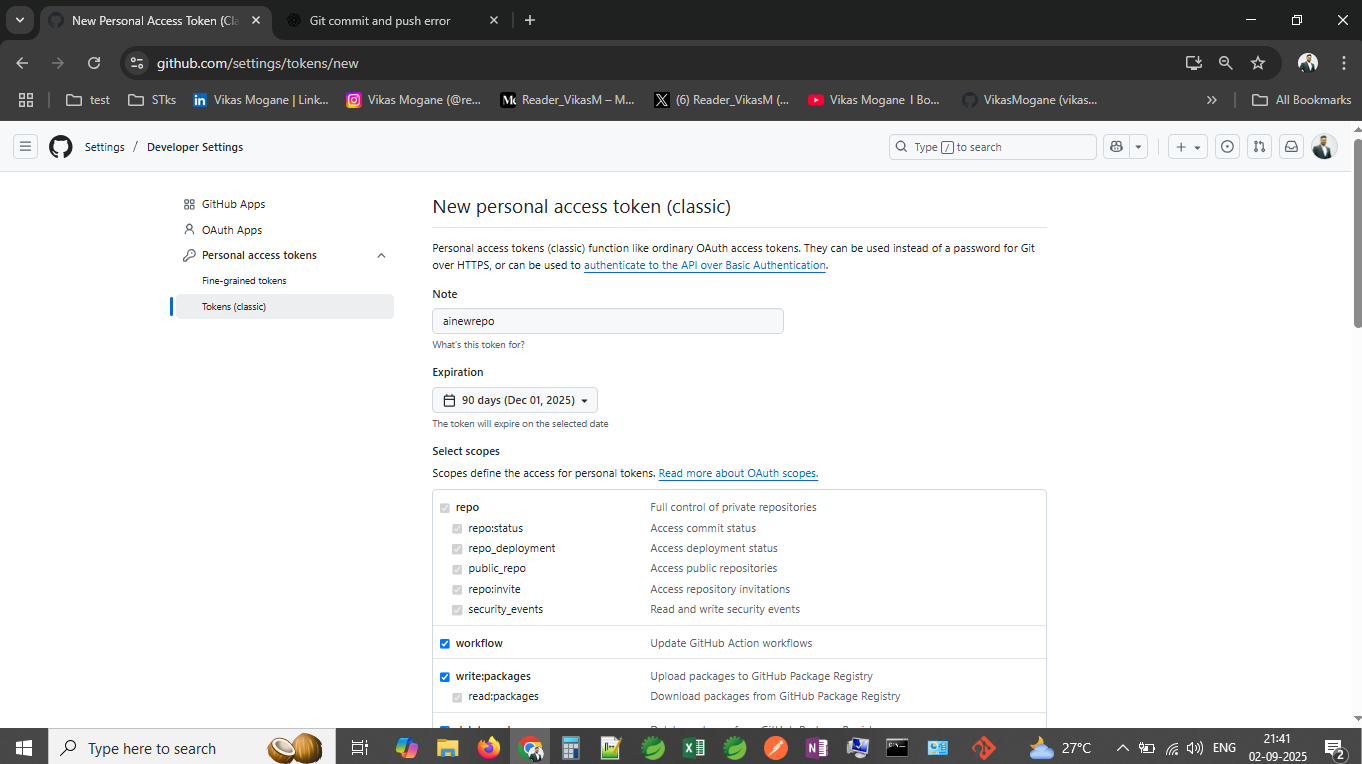 New Personal Access Token (Cla
Git commit and push error
github.com/settings/tokens/new
test
STks
Vikas Mogane | Link...
Vikas Mogane (@re...
Reader_VikasM – M...
(6) Reader_VikasM (...
Vikas Mogane I Bo...
VikasMogane (vikas...
All Bookmarks
Settings / Developer Settings
Type / to search
GitHub Apps
OAuth Apps
Personal access tokens
Fine-grained tokens
Tokens (classic)
New personal access token (classic)
Personal access tokens (classic) function like ordinary OAuth access tokens. They can be used instead of a password for Git
over HTTPS, or can be used to authenticate to the API over Basic Authentication.
Note
ainewrepo
What's this token for?
Expiration
90 days (Dec 01, 2025)
The token will expire on the selected date
Select scopes
Scopes define the access for personal tokens. Read more about OAuth scopes.
repo Full control of private repositories
repo:status Access commit status
repo_deployment Access deployment status
public_repo Access public repositories
repo:invite Access repository invitations
security_events Read and write security events
workflow Update GitHub Action workflows
write:packages Upload packages to GitHub Package Registry
read:packages Download packages from GitHub Package Registry
Type here to search
27°C
ENG
21:41
02-09-2025
2